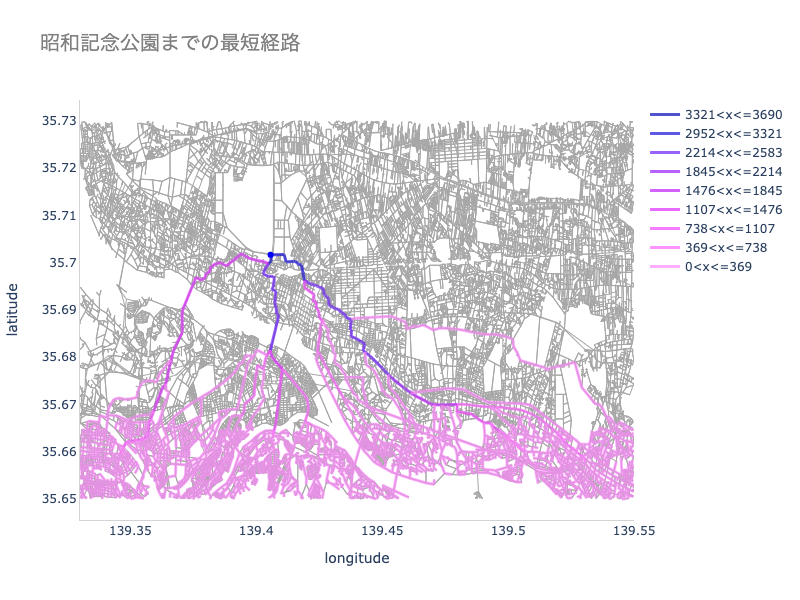 昭和記念公園までの最短経路
3321<x<=3690
2952<x<=3321
2214<x<=2583
1845<x<=2214
1476<x<=1845
1107<x<=1476
738<x<=1107
369<x<=738
0<x<=369
35.73
35.72
35.71
35.7
35.69
35.68
35.67
35.66
35.65
latitude
139.35
139.4
139.45
139.5
139.55
longitude